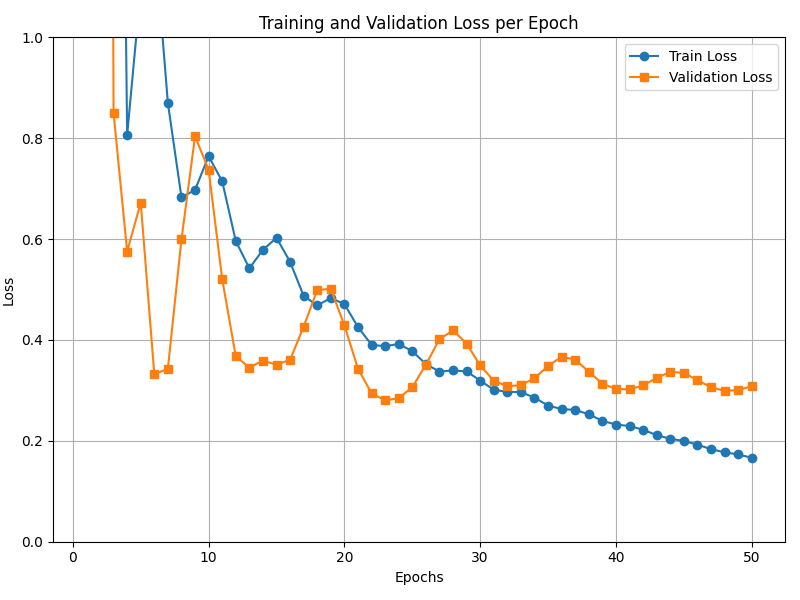 Training and Validation Loss per Epoch
Train Loss
Validation Loss
Loss
1.0
0.8
0.6
0.4
0.2
0.0
0 10 20 30 40 50
Epochs